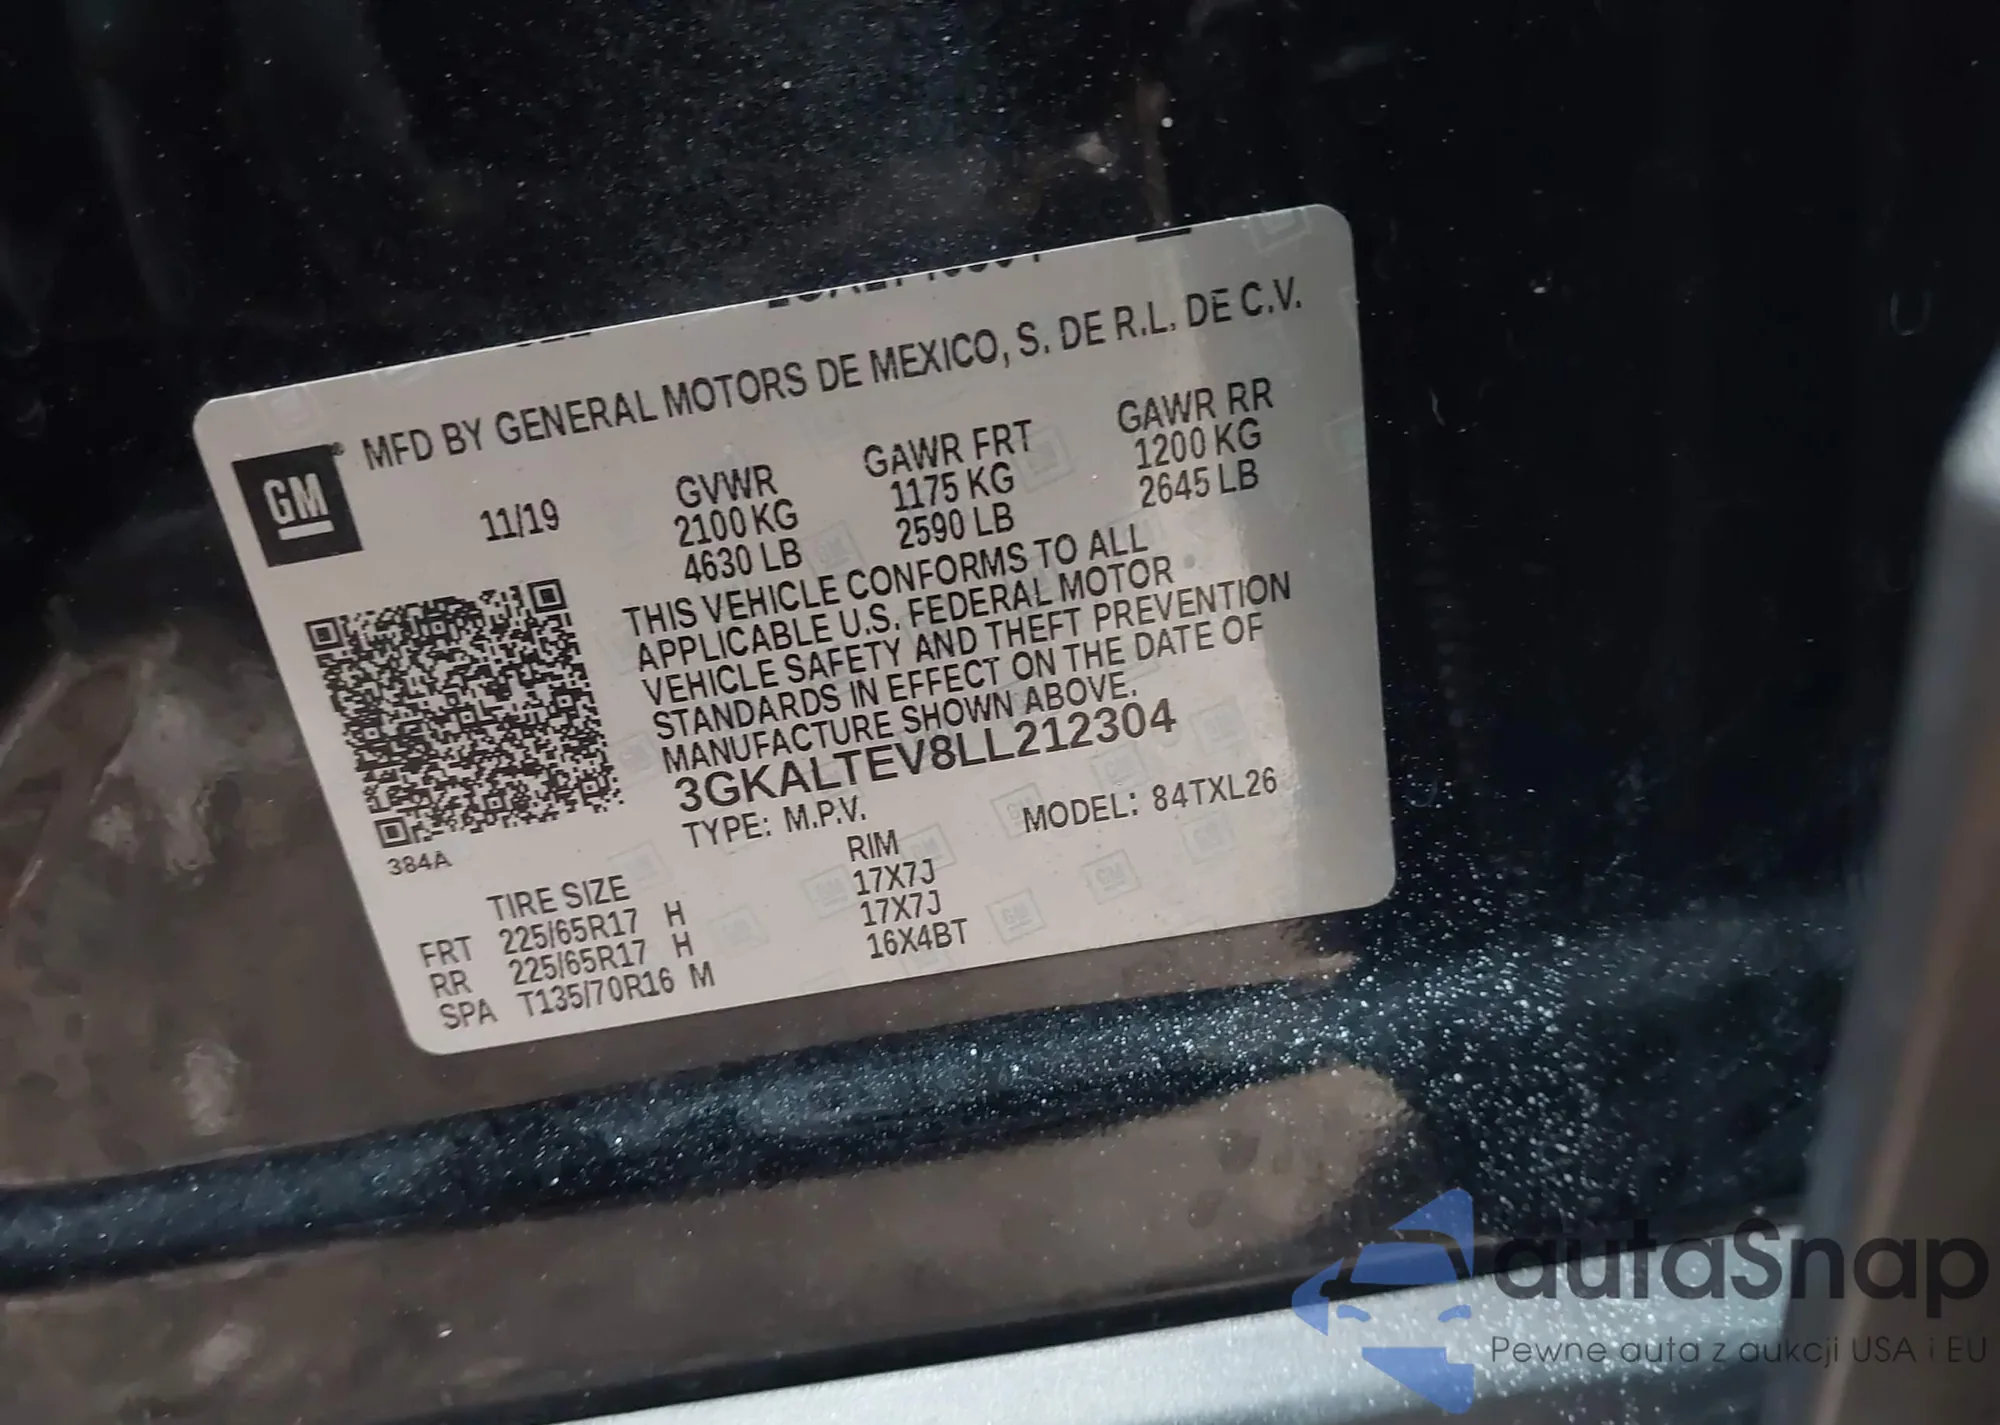 MFD BY GENERAL MOTORS DE MEXICO, S. DE R.L. DE C.V.
GM®
11/19
GVWR
2100 KG
4630 LB
GAWR FRT
1175 KG
2590 LB
GAWR RR
1200 KG
2645 LB
THIS VEHICLE CONFORMS TO ALL
APPLICABLE U.S. FEDERAL MOTOR
VEHICLE SAFETY AND THEFT PREVENTION
STANDARDS IN EFFECT ON THE DATE OF
MANUFACTURE SHOWN ABOVE.
3GKALTEV8LL212304
TYPE: M.P.V. MODEL: 84TXL26
384A
TIRE SIZE RIM
FRT 225/65R17 H 17X7J
RR 225/65R17 H 17X7J
SPA T135/70R16 M 16X4BT
autaSnap
Pewne auta z aukcji USA i EU